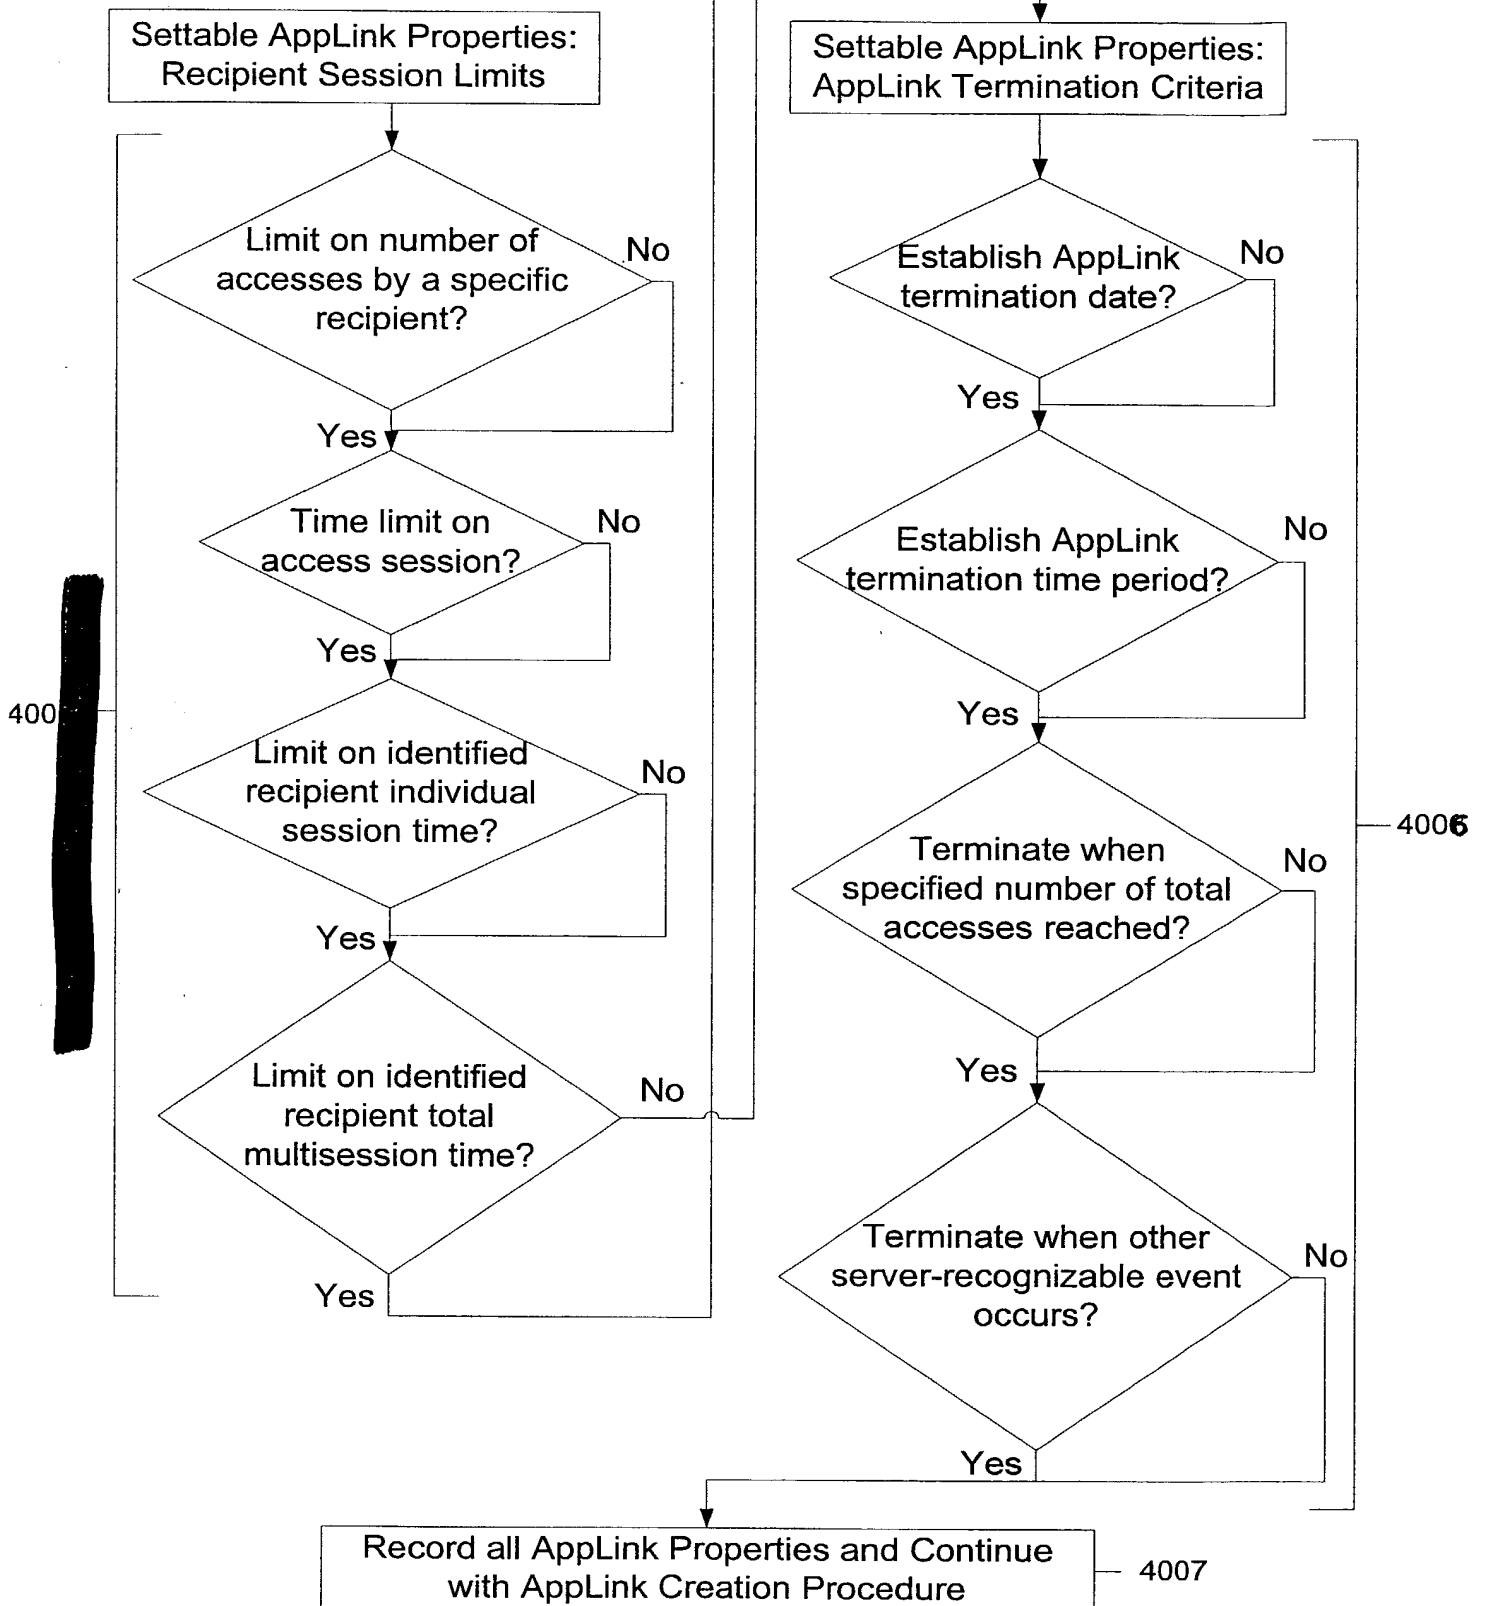 Settable AppLink Properties:
Recipient Session Limits
Limit on number of
accesses by a specific
recipient?
No
Yes
Time limit on
access session?
No
Yes
400
Limit on identified
recipient individual
session time?
No
Yes
Limit on identified
recipient total
multisession time?
No
Yes
Settable AppLink Properties:
AppLink Termination Criteria
Establish AppLink
termination date?
No
Yes
Establish AppLink
termination time period?
No
Yes
4006
Terminate when
specified number of total
accesses reached?
No
Yes
Terminate when other
server-recognizable event
occurs?
No
Yes
Record all AppLink Properties and Continue
with AppLink Creation Procedure
4007